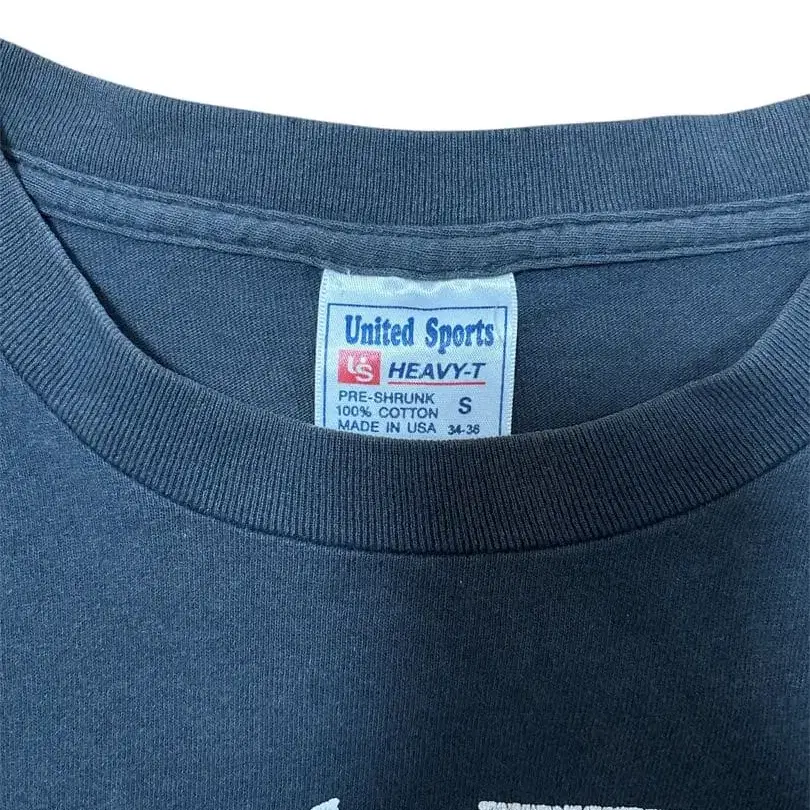 United Sports
US HEAVY-T
PRE-SHRUNK
100% COTTON S
MADE IN USA 34-36